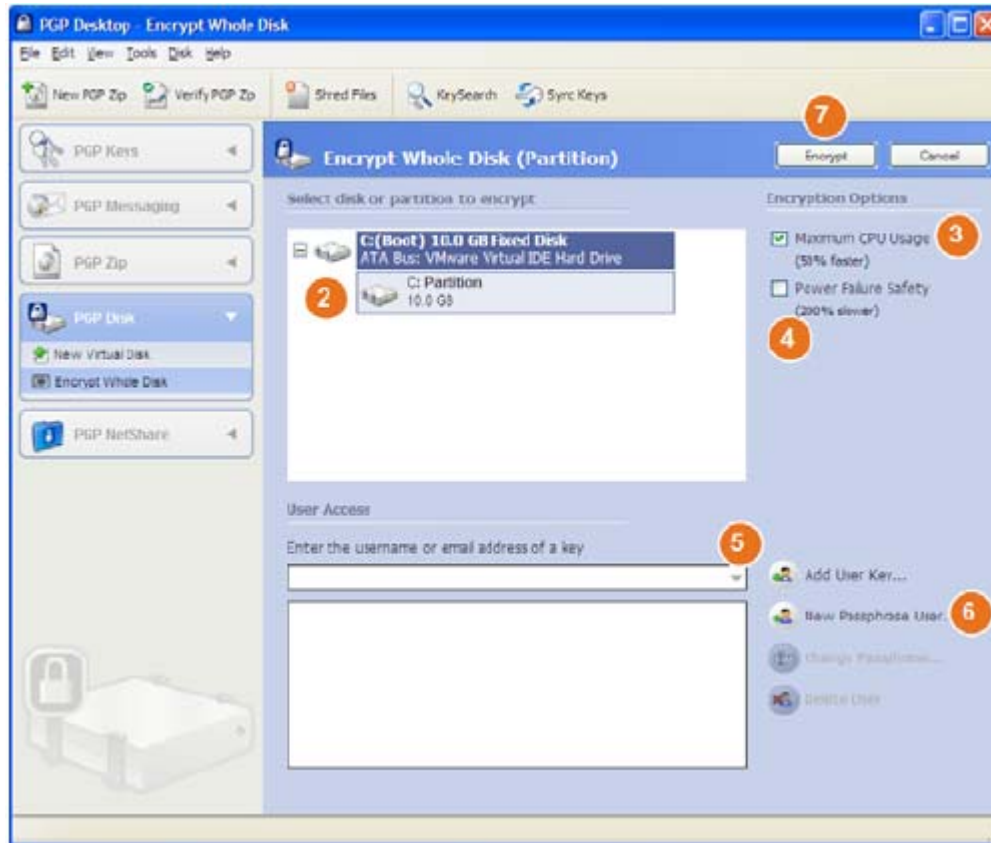 PGP Desktop - Encrypt Whole Disk
File Edit View Tools Disk Help
New PGP Zip Verify PGP Zip Shred Files KeySearch Sync Keys
7
PGP Keys
Encrypt Whole Disk (Partition)
Encrypt Cancel
PGP Messaging
Select disk or partition to encrypt
Encryption Options
C:(Boot) 10.0 GB Fixed Disk
ATA Bus: VMware Virtual IDE Hard Drive
Maximum CPU Usage 3
(50% faster)
PGP Zip
2
C: Partition
10.0 GB
Power Failure Safety
(200% slower)
4
PGP Disk
New Virtual Disk
Encrypt Whole Disk
PGP NetShare
User Access
Enter the username or email address of a key
5
Add User Key...
New Passphrase User... 6
Change Passphrase...
Delete User